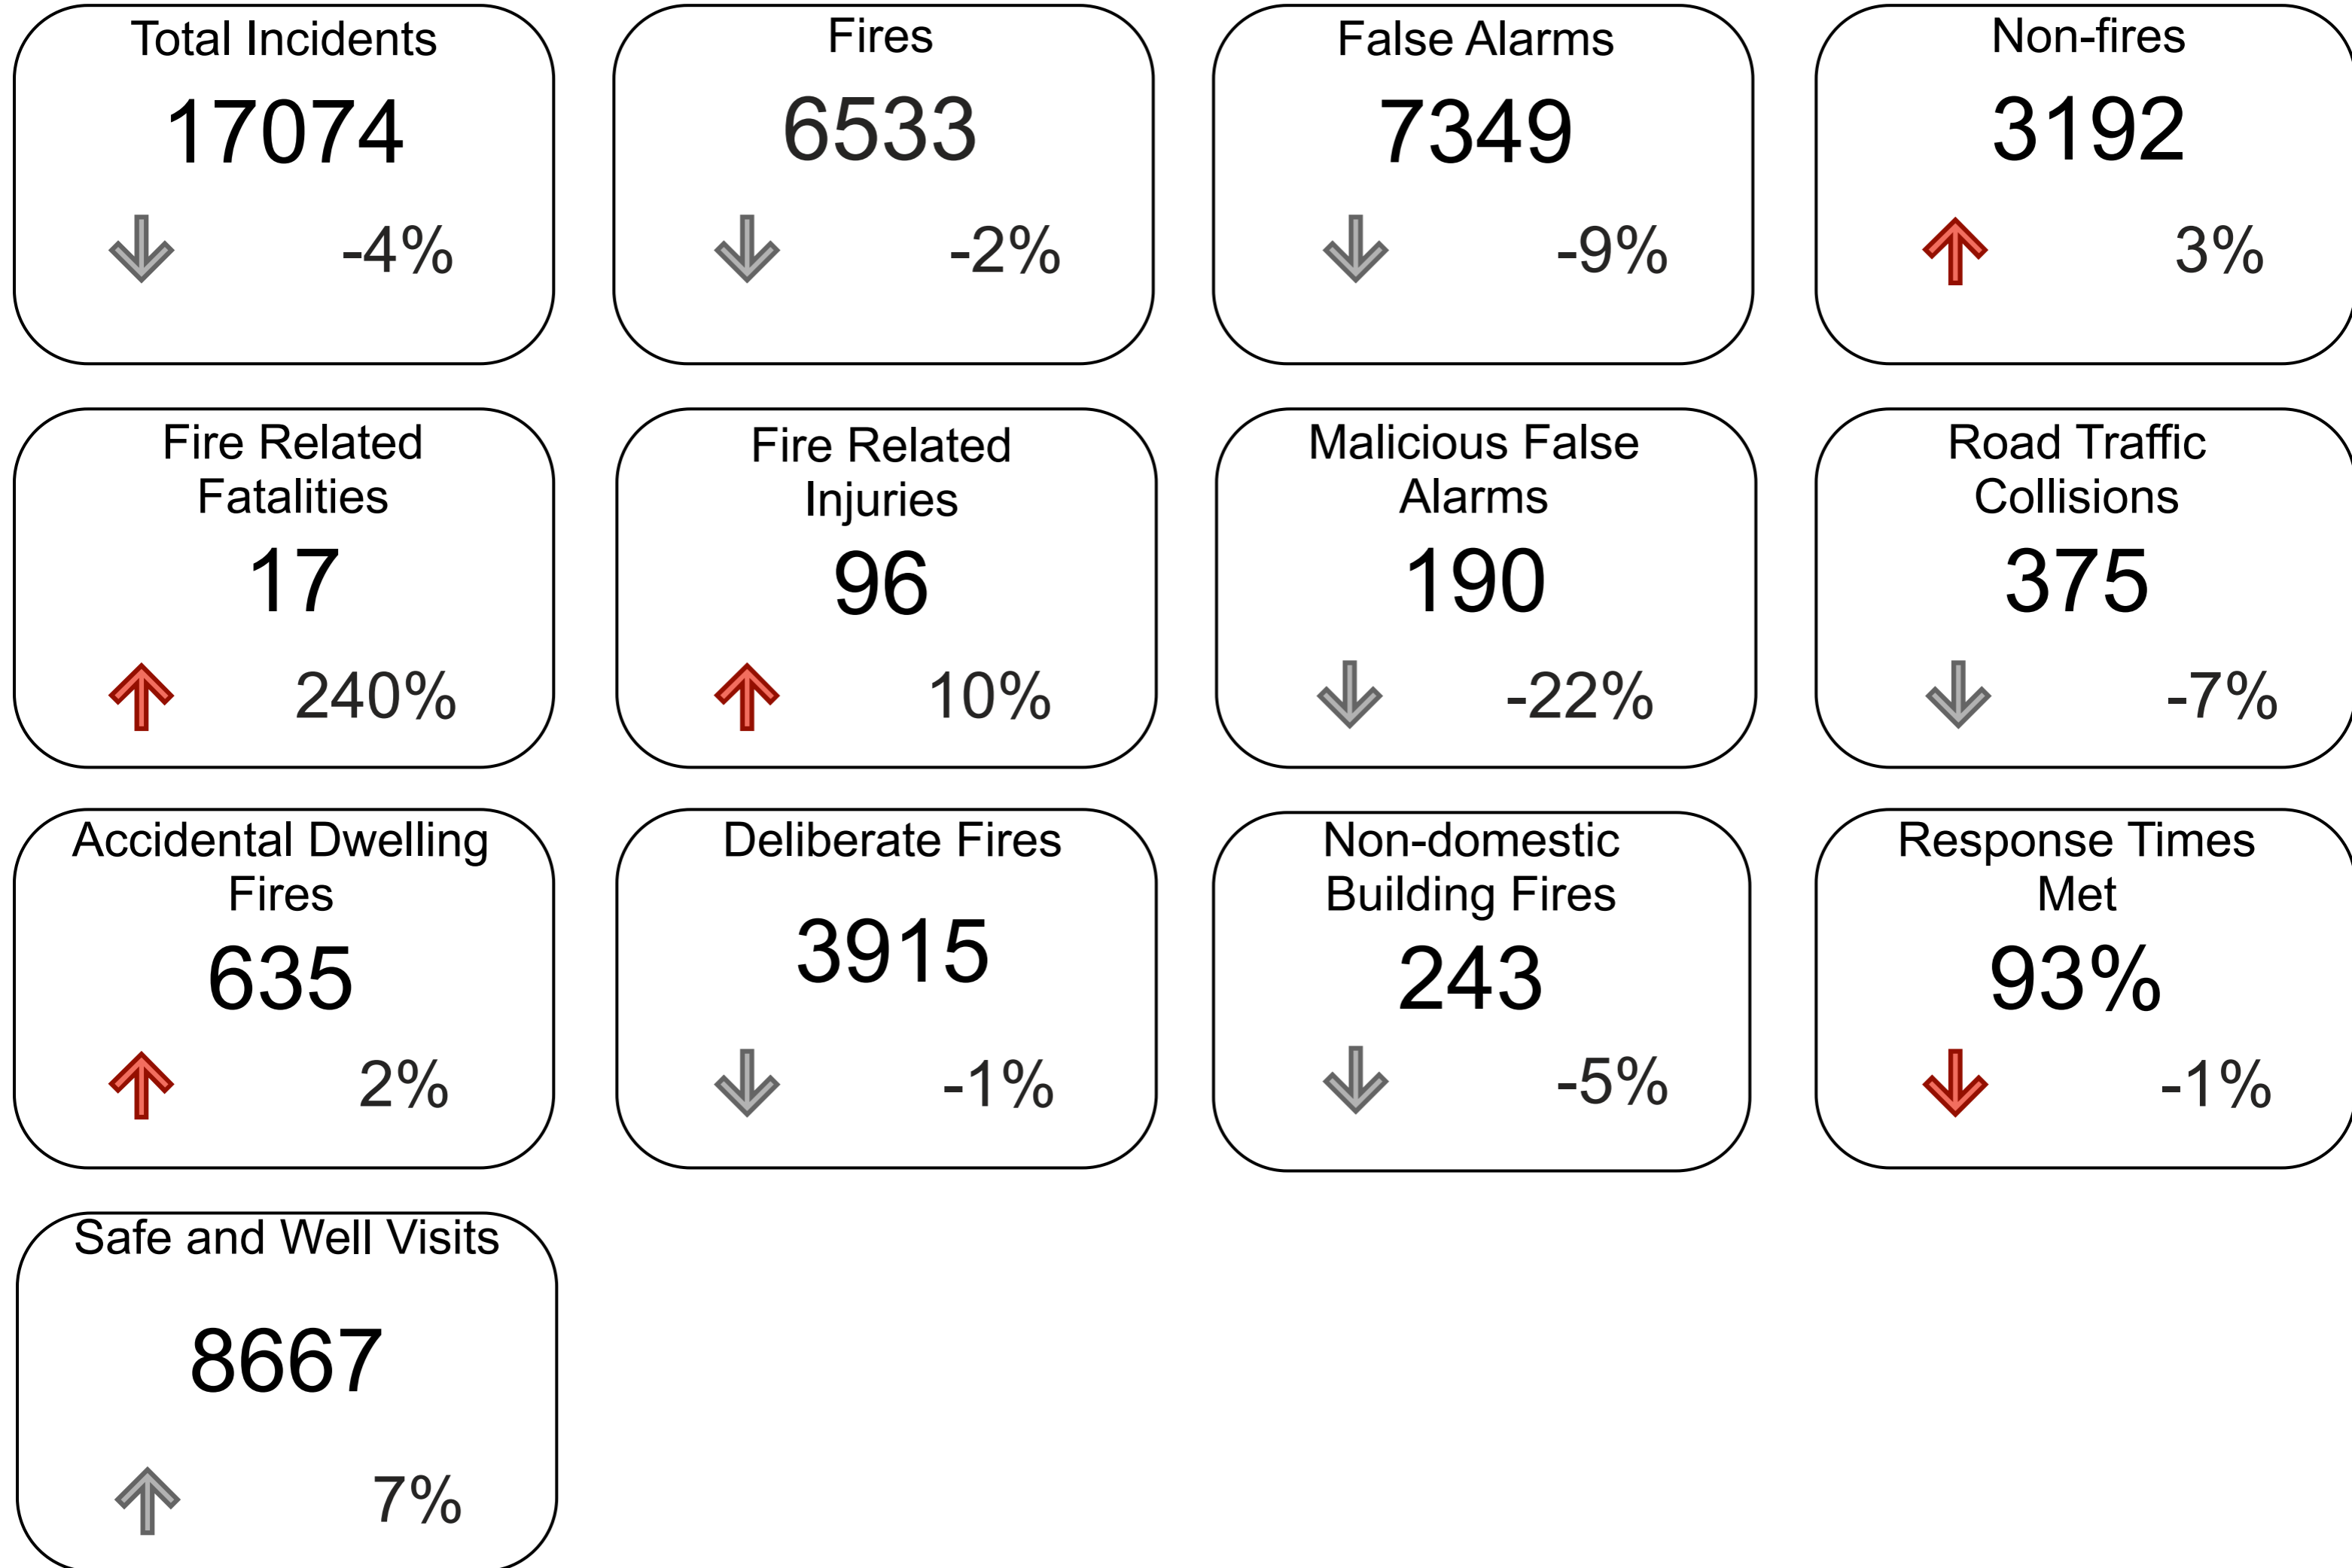 Total Incidents
17074
-4%
Fires
6533
-2%
False Alarms
7349
-9%
Non-fires
3192
3%
Fire Related
Fatalities
17
240%
Fire Related
Injuries
96
10%
Malicious False
Alarms
190
-22%
Road Traffic
Collisions
375
-7%
Accidental Dwelling
Fires
635
2%
Deliberate Fires
3915
-1%
Non-domestic
Building Fires
243
-5%
Response Times
Met
93%
-1%
Safe and Well Visits
8667
7%